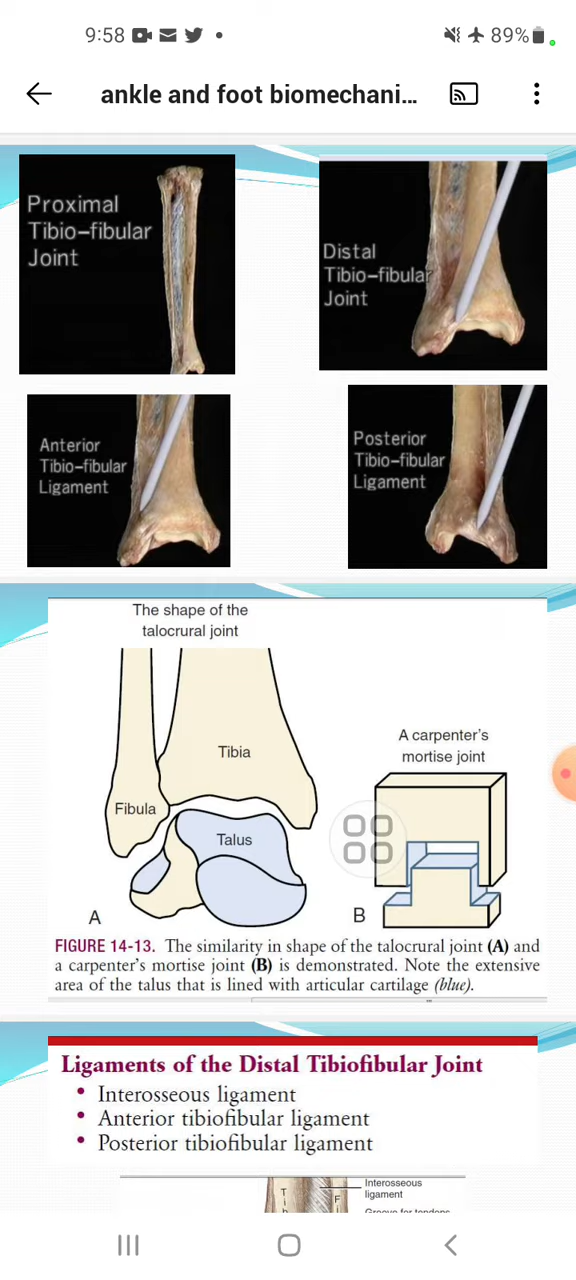 9:58
89%
ankle and foot biomechani...
Proximal
Tibio-fibular
Joint
Distal
Tibio-fibular
Joint
Anterior
Tibio-fibular
Ligament
Posterior
Tibio-fibular
Ligament
The shape of the
talocrural joint
Tibia
Fibula
Talus
A
A carpenter's
mortise joint
B
FIGURE 14-13. The similarity in shape of the talocrural joint (A) and
a carpenter's mortise joint (B) is demonstrated. Note the extensive
area of the talus that is lined with articular cartilage (blue).
Ligaments of the Distal Tibiofibular Joint
• Interosseous ligament
• Anterior tibiofibular ligament
• Posterior tibiofibular ligament
Interosseous
ligament
Groove for tendons